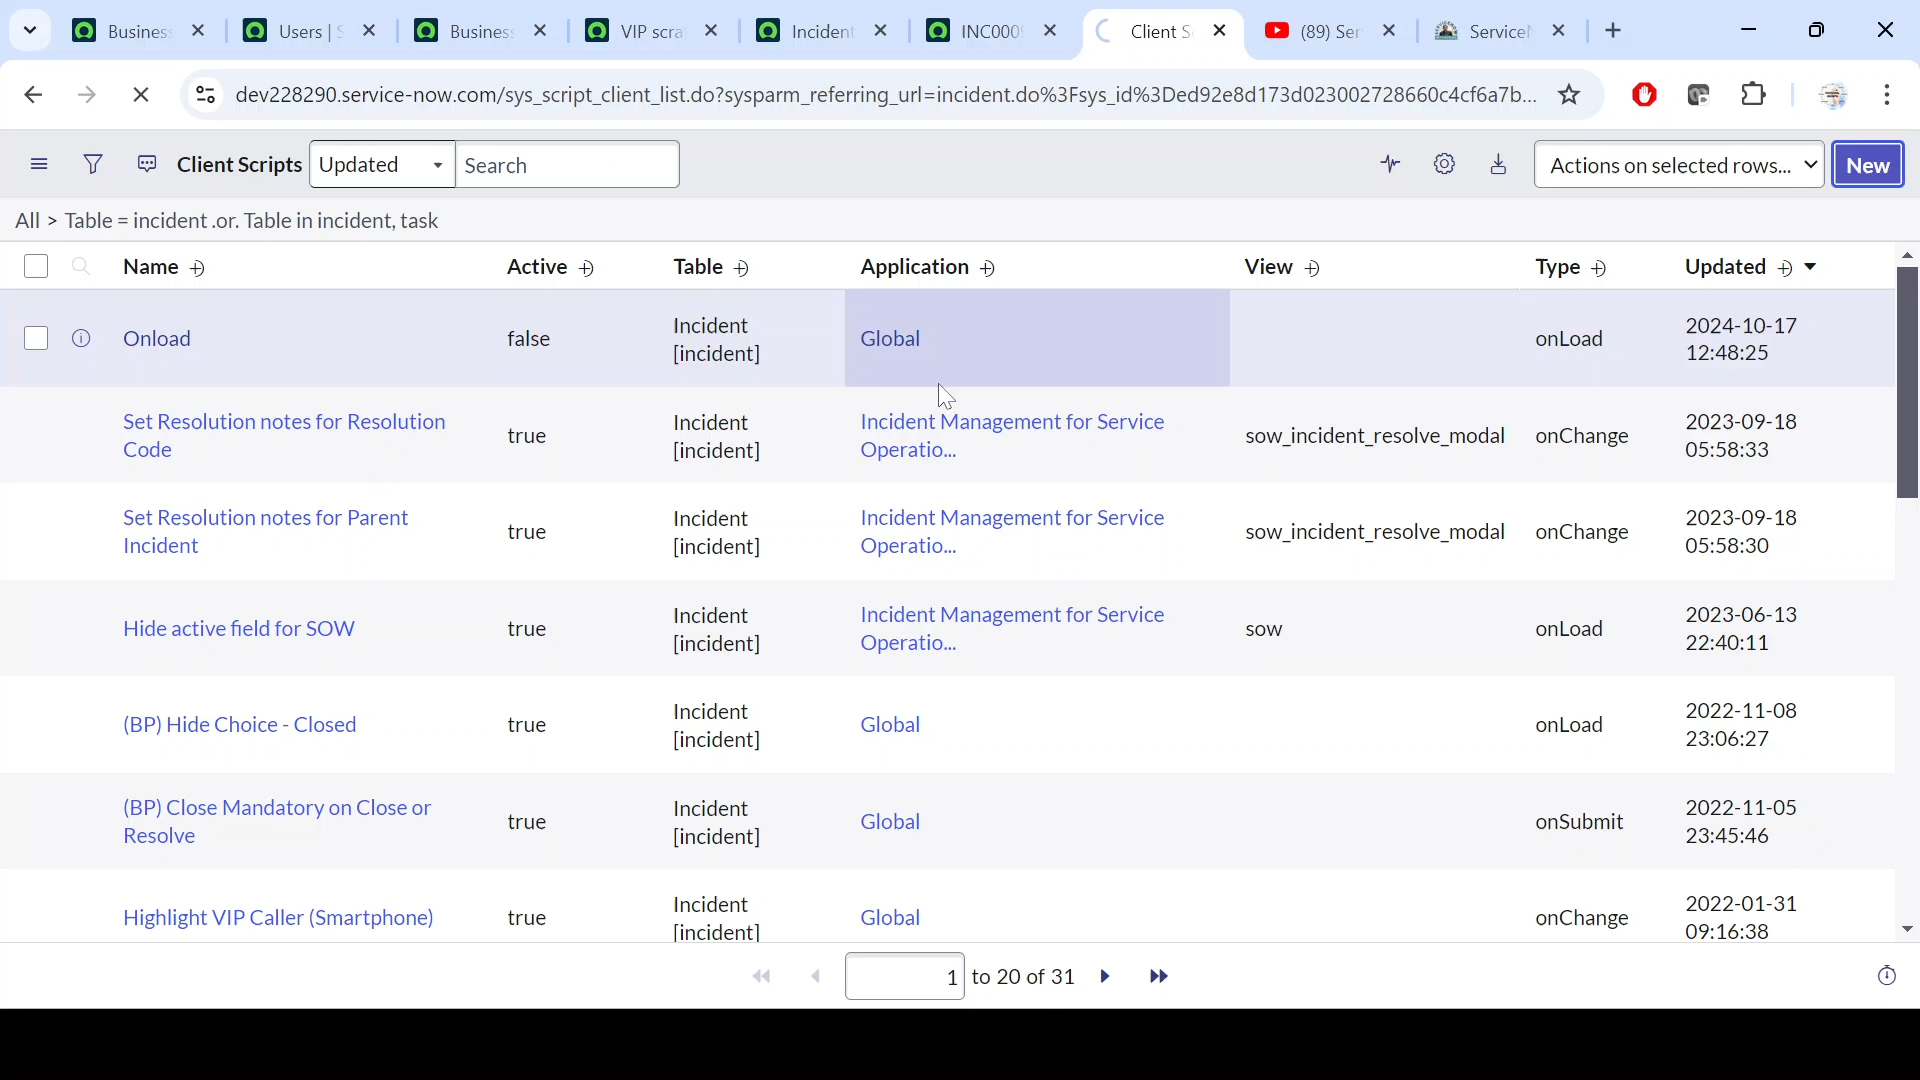 Business
Users | S
Business
VIP scra
Incident
INC0009
Client S
(89) Ser
Service
dev228290.service-now.com/sys_script_client_list.do?sysparm_referring_url=incident.do%3Fsys_id%3Ded92e8d173d023002728660c4cf6a7b...
Client Scripts
Updated
Search
Actions on selected rows...
New
All > Table = incident .or. Table in incident, task
Name
Active
Table
Application
View
Type
Updated
Onload
false
Incident
[incident]
Global
onLoad
2024-10-17
12:48:25
Set Resolution notes for Resolution
Code
true
Incident
[incident]
Incident Management for Service
Operatio...
sow_incident_resolve_modal
onChange
2023-09-18
05:58:33
Set Resolution notes for Parent
Incident
true
Incident
[incident]
Incident Management for Service
Operatio...
sow_incident_resolve_modal
onChange
2023-09-18
05:58:30
Hide active field for SOW
true
Incident
[incident]
Incident Management for Service
Operatio...
sow
onLoad
2023-06-13
22:40:11
(BP) Hide Choice - Closed
true
Incident
[incident]
Global
onLoad
2022-11-08
23:06:27
(BP) Close Mandatory on Close or
Resolve
true
Incident
[incident]
Global
onSubmit
2022-11-05
23:45:46
Highlight VIP Caller (Smartphone)
true
Incident
[incident]
Global
onChange
2022-01-31
09:16:38
1 to 20 of 31